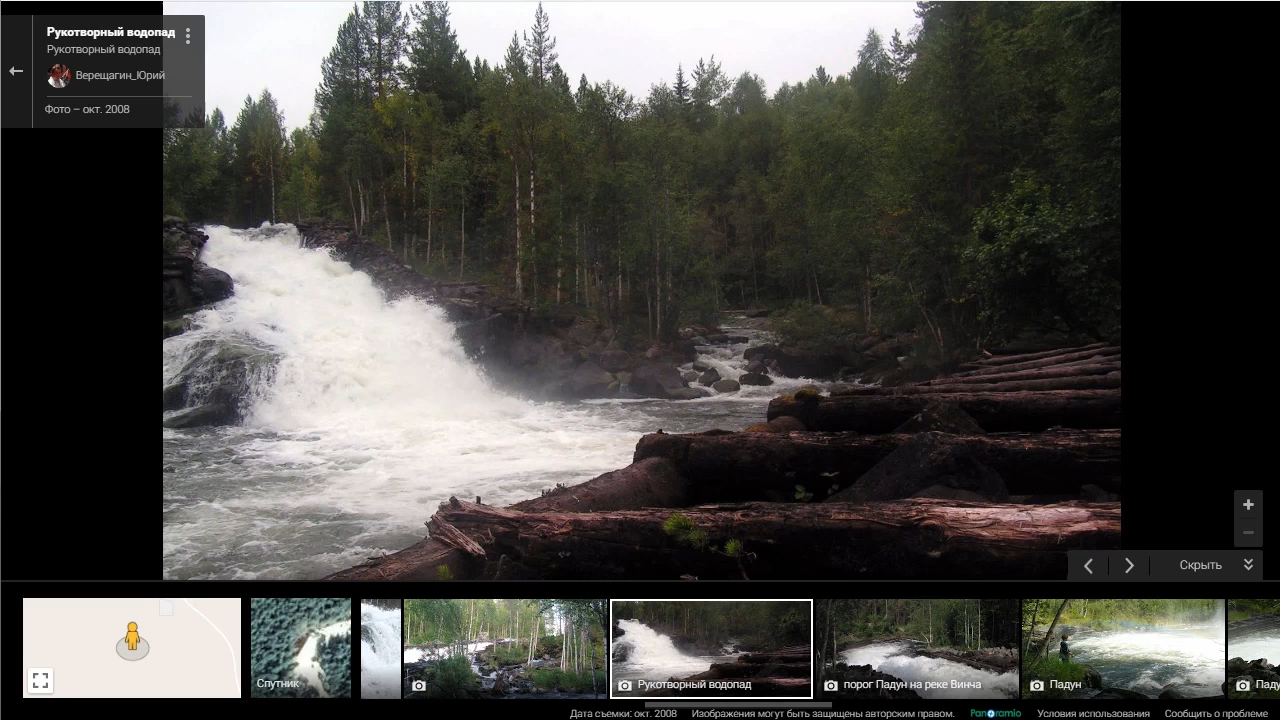 Рукотворный водопад
Рукотворный водопад
Верещагин_Юрий
Фото – окт. 2008
Скрыть
Спутник
Рукотворный водопад
порог Падун на реке Винча
Падун
Паду
Дата съемки: окт. 2008 Изображения могут быть защищены авторским правом. Panoramio Условия использования Сообщить о проблеме